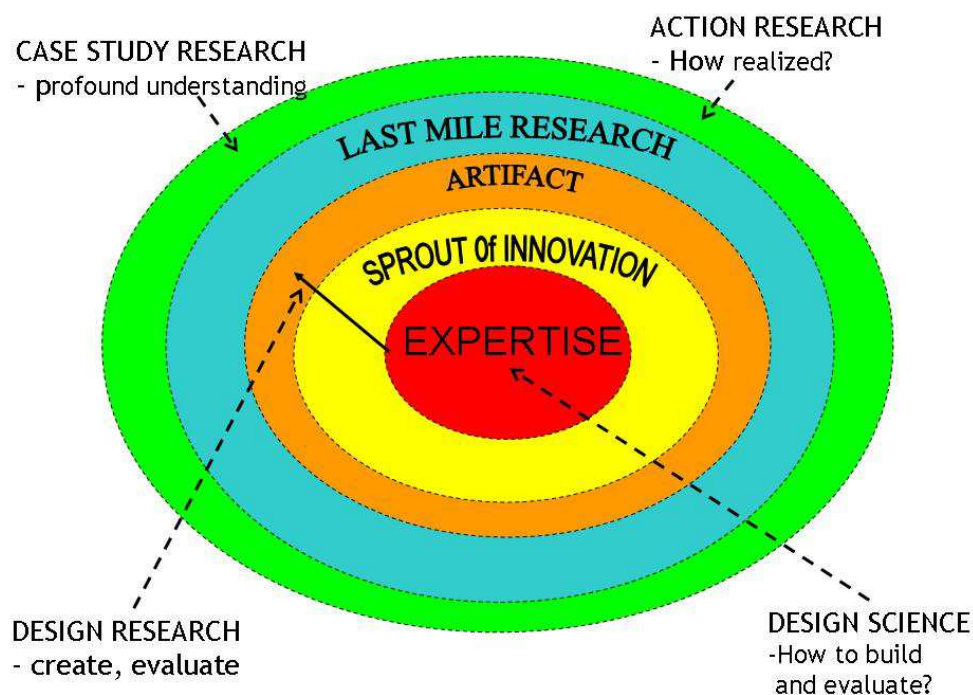 CASE STUDY RESEARCH
- profound understanding
ACTION RESEARCH
- How realized?
LAST MILE RESEARCH
ARTIFACT
SPROUT Of INNOVATION
EXPERTISE
DESIGN RESEARCH
- create, evaluate
DESIGN SCIENCE
-How to build
and evaluate?